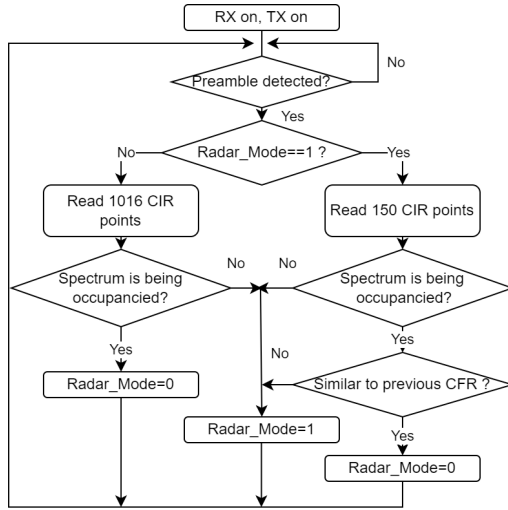 RX on, TX on
No
Preamble detected?
Yes
Radar_Mode==1 ?
No
Yes
Read 1016 CIR
points
Read 150 CIR points
No
No
Spectrum is being
occupancied?
Spectrum is being
occupancied?
Yes
Yes
No
Radar_Mode=0
Similar to previous CFR ?
Radar_Mode=1
Yes
Radar_Mode=0